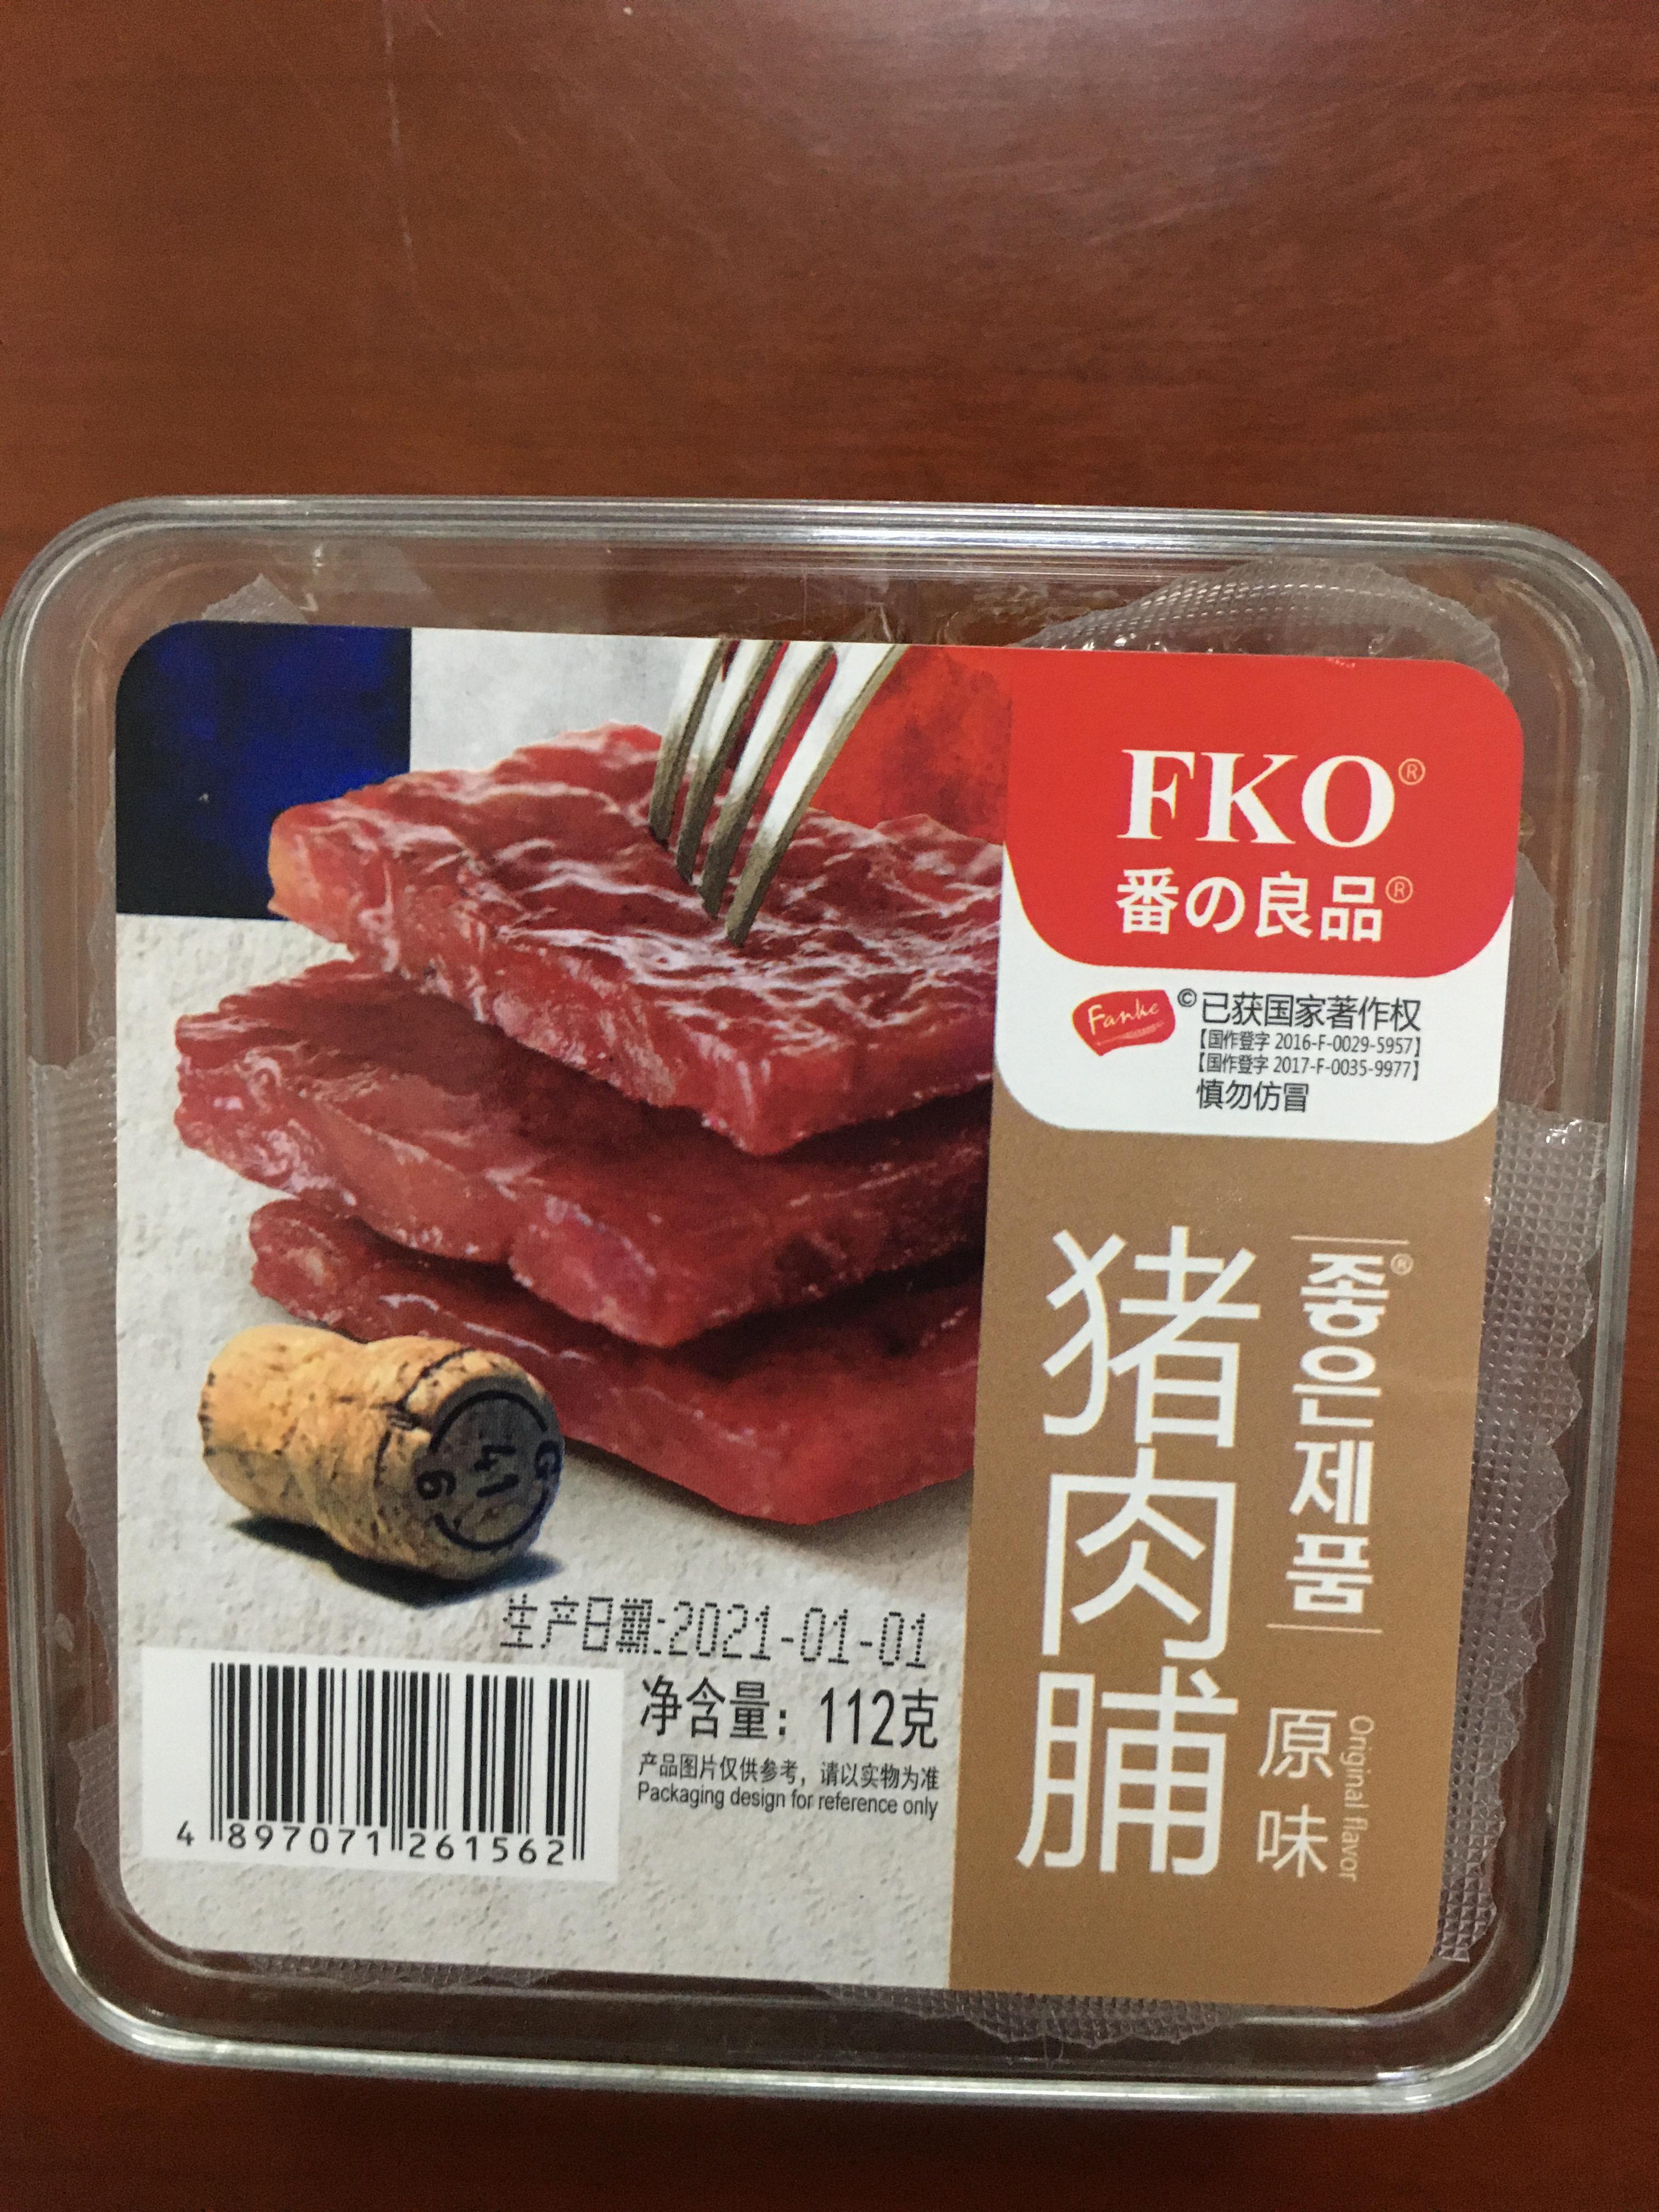 FKO®
番の良品®
Fanke
©已获国家著作权
【国作登字 2016-F-0029-5957】
【国作登字 2017-F-0035-9977】
慎勿仿冒
猪肉脯
좋은제품®
原味
Original flavor
G
41
6
生产日期:2021-01-01
净含量：112克
产品图片仅供参考，请以实物为准
Packaging design for reference only
4 897071 261562